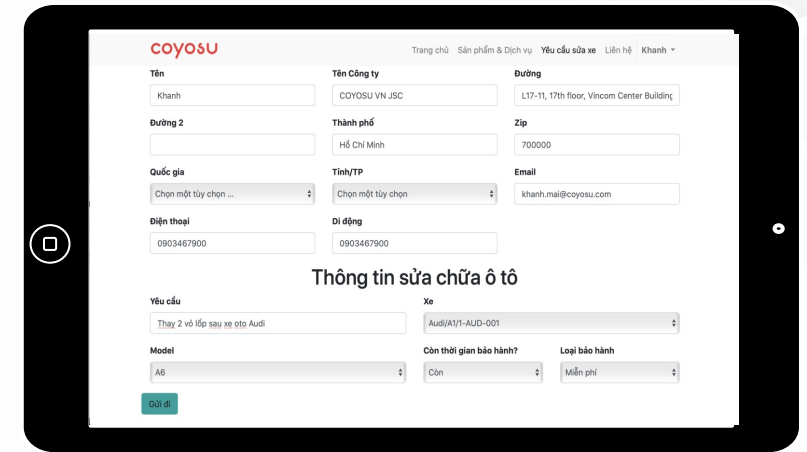 COYOSU
Trang chủ Sản phẩm & Dịch vụ Yêu cầu sửa xe Liên hệ Khanh
Tên Tên Công ty Đường
Khanh COYOSU VN JSC L17-11, 17th floor, Vincom Center Building
Đường 2 Thành phố Zip
Hồ Chí Minh 700000
Quốc gia Tỉnh/TP Email
Chọn một tùy chọn ... Chọn một tùy chọn khanh.mai@coyosu.com
Điện thoại Di động
0903467900 0903467900
Thông tin sửa chữa ô tô
Yêu cầu Xe
Thay 2 vỏ lốp sau xe oto Audi Audi/A1/1-AUD-001
Model Còn thời gian bảo hành? Loại bảo hành
A6 Còn Miễn phí
Gửi đi